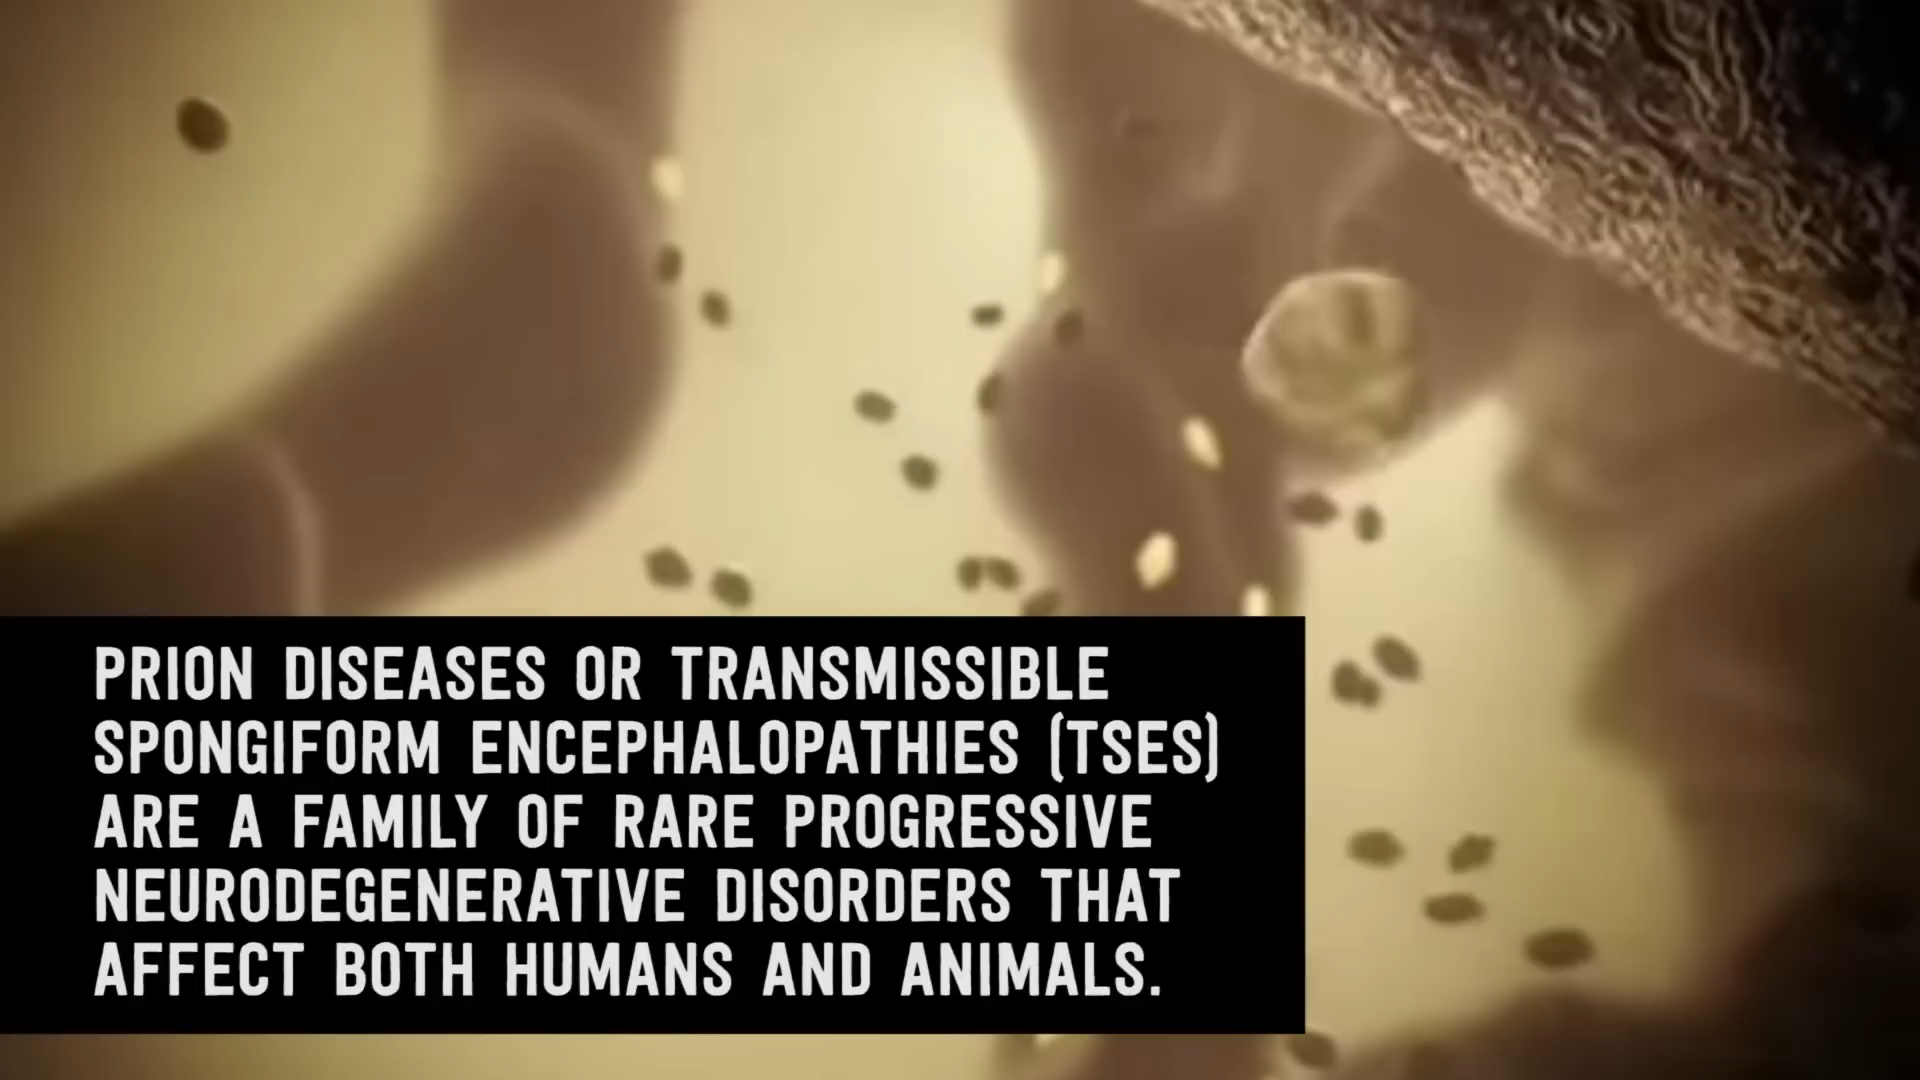 PRION DISEASES OR TRANSMISSIBLE
SPONGIFORM ENCEPHALOPATHIES (TSES)
ARE A FAMILY OF RARE PROGRESSIVE
NEURODEGENERATIVE DISORDERS THAT
AFFECT BOTH HUMANS AND ANIMALS.